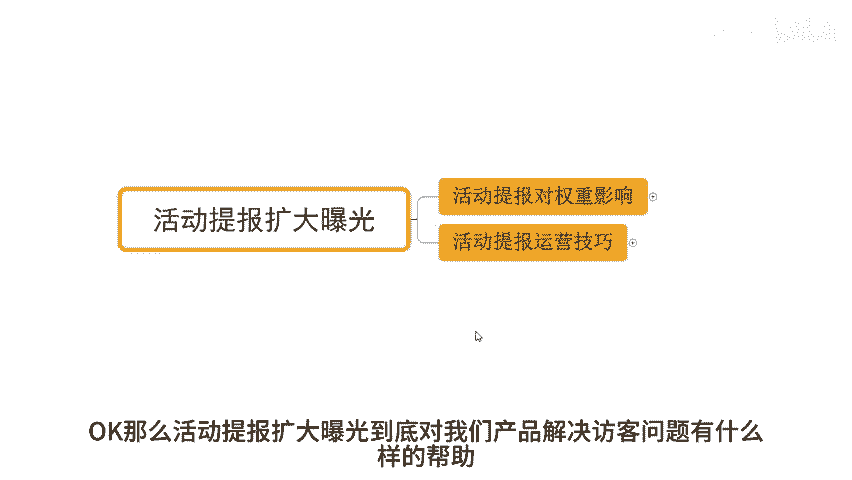 活动提报扩大曝光
活动提报对权重影响
活动提报运营技巧
OK那么活动提报扩大曝光到底对我们产品解决访客问题有什么
样的帮助